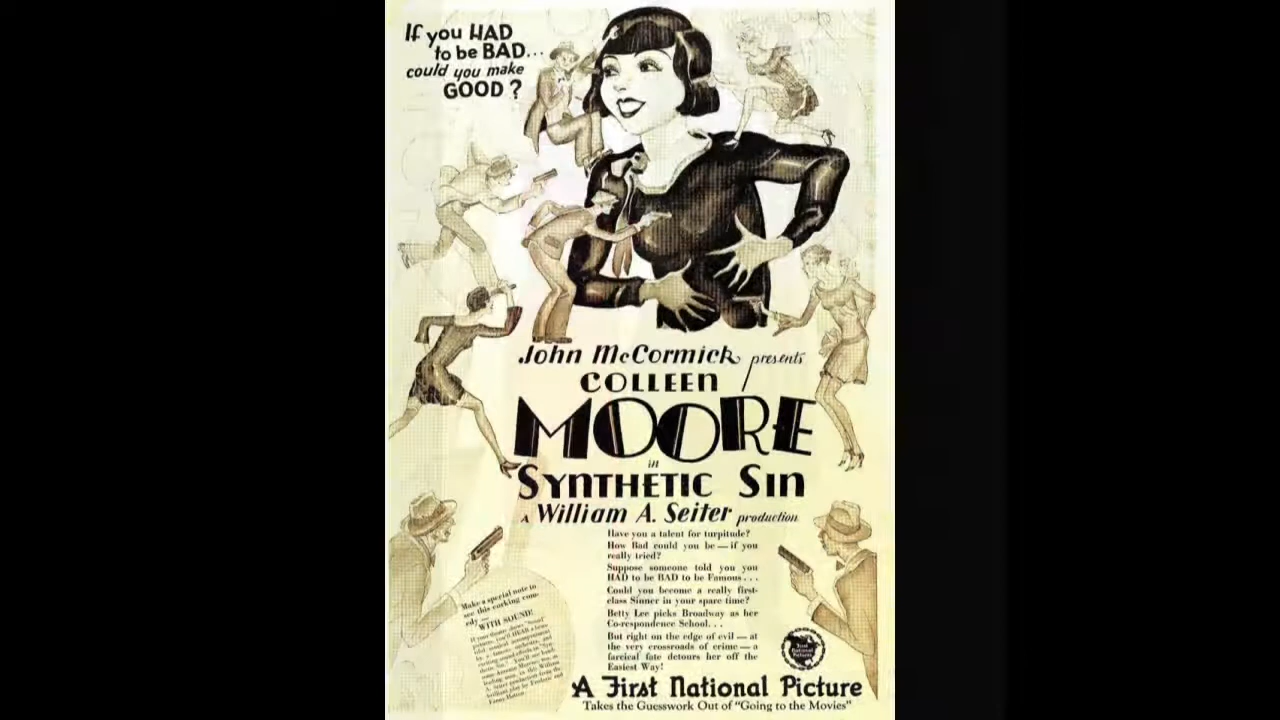 If you HAD
to be BAD...
could you make
GOOD?
John McCormick presents
COLLEEN
MOORE
in
SYNTHETIC SIN
A William A. Seiter production
Have you a talent for turpitude?
How Bad could you be — if you
really tried?
Suppose someone told you you
HAD to be BAD to be Famous...
Could you become a really first-
class Sinner in your spare time?
Betty Lee picks Broadway as her
Co-respondence School...
But right on the edge of evil — at
the very crossroads of crime — a
farcical fate detours her off the
Easiest Way!
Make a special note to
see this corking com-
edy —
WITH SOUND!
First
National
Pictures
A First National Picture
Takes the Guesswork Out of "Going to the Movies"